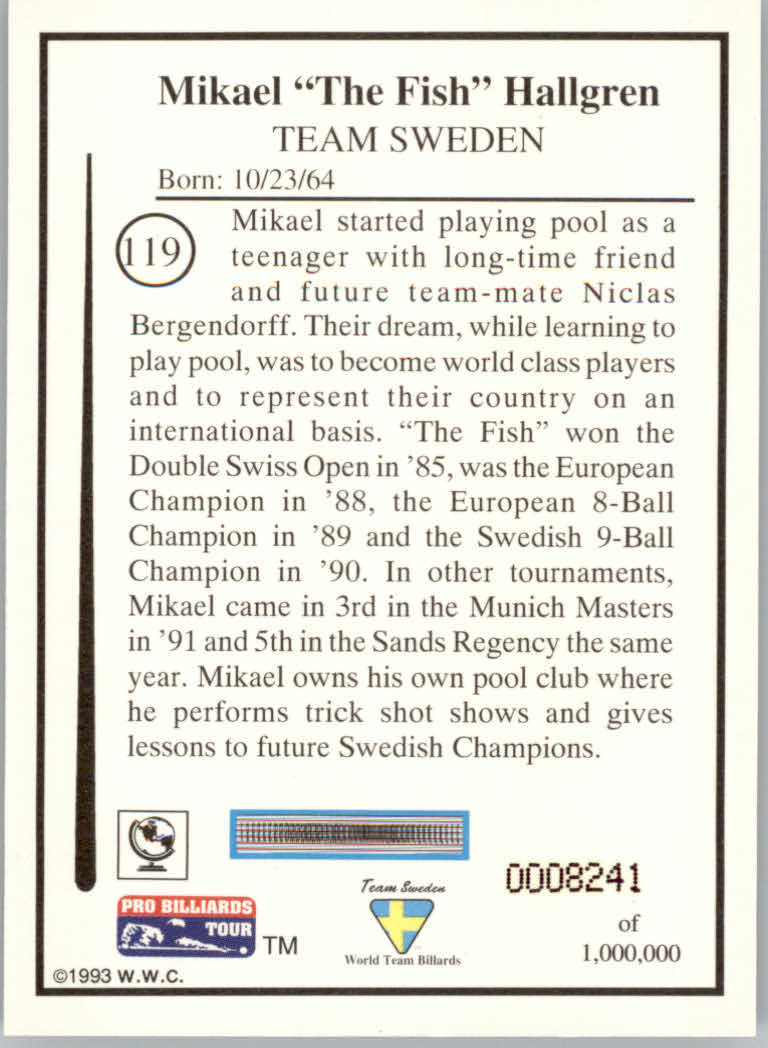 Mikael “The Fish” Hallgren
TEAM SWEDEN
Born: 10/23/64
119
Mikael started playing pool as a
teenager with long-time friend
and future team-mate Niclas
Bergendorff. Their dream, while learning to
play pool, was to become world class players
and to represent their country on an
international basis. “The Fish” won the
Double Swiss Open in ’85, was the European
Champion in ’88, the European 8-Ball
Champion in ’89 and the Swedish 9-Ball
Champion in ’90. In other tournaments,
Mikael came in 3rd in the Munich Masters
in ’91 and 5th in the Sands Regency the same
year. Mikael owns his own pool club where
he performs trick shot shows and gives
lessons to future Swedish Champions.
0008241
of
1,000,000
Team Sweden
World Team Billards
PRO BILLIARDS
TOUR
TM
©1993 W.W.C.